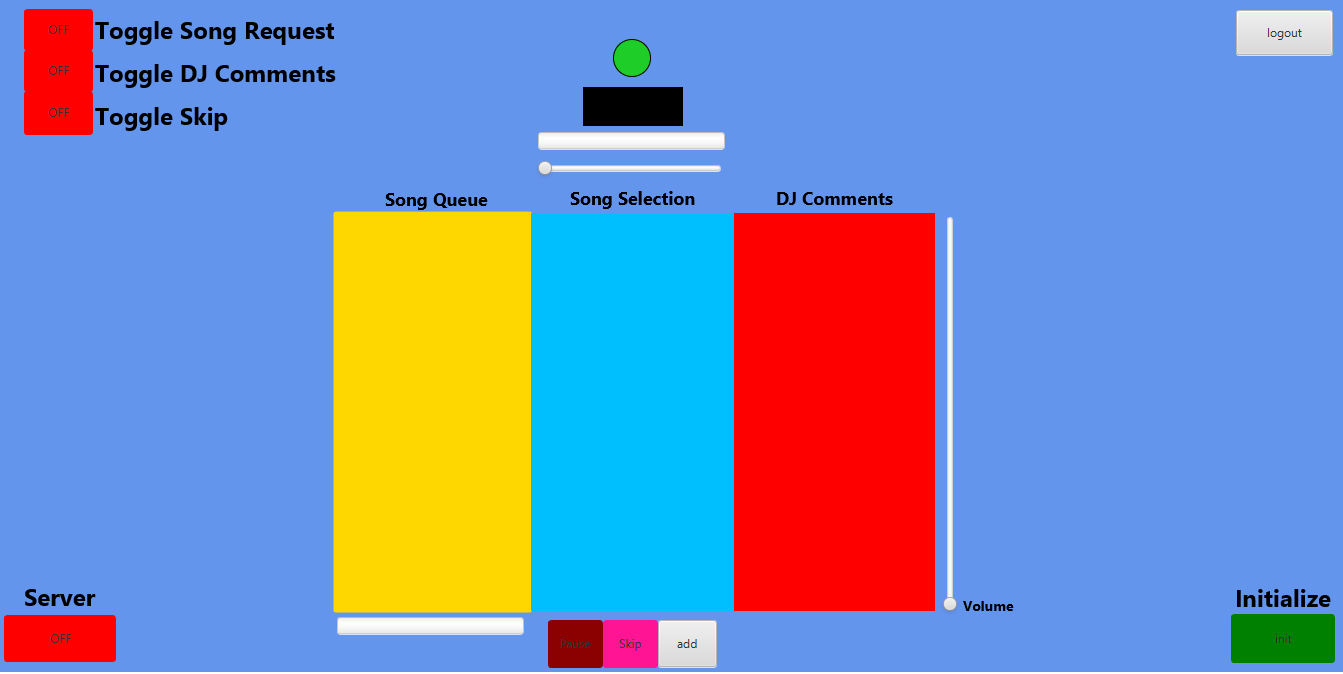 OFF
Toggle Song Request
OFF
Toggle DJ Comments
OFF
Toggle Skip
logout
Song Queue
Song Selection
DJ Comments
Volume
Server
OFF
Pause
Skip
add
Initialize
init